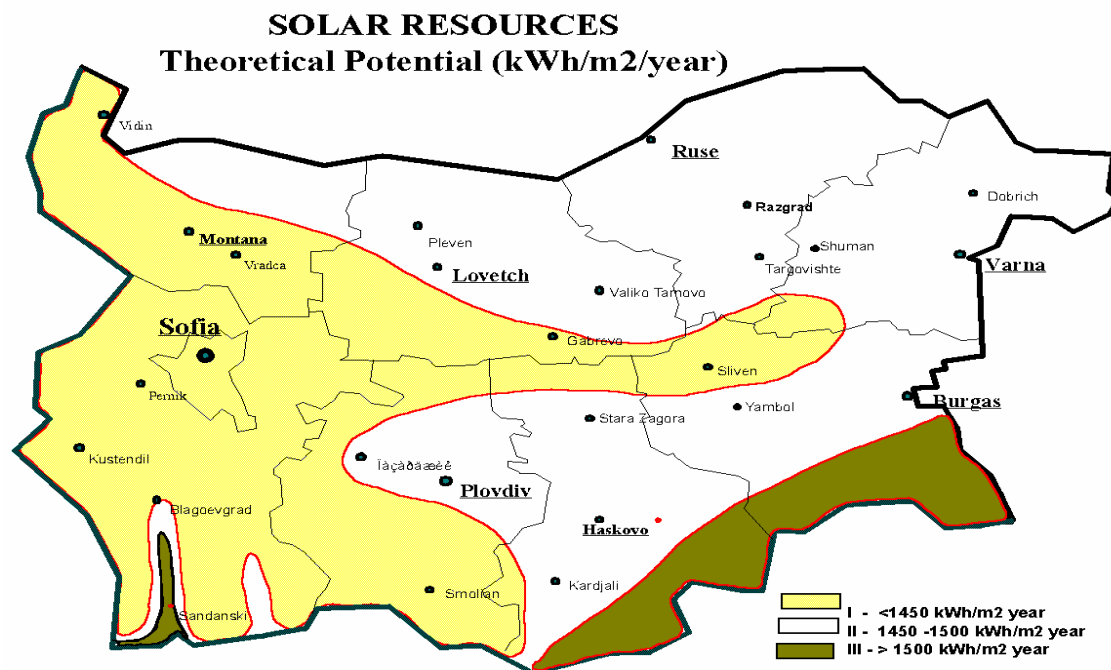 SOLAR RESOURCES
Theoretical Potential (kWh/m2/year)
Vidin
Ruse
Dobrich
Razgrad
Pleven
Montana
Shuman
Vradca
Targovishte
Varna
Lovetch
Valiko Tarnovo
Sofia
Gabrovo
Sliven
Pernik
Burgas
Yambol
Stara Zagora
Kustendil
Ïàçàðäæèê
Plovdiv
Blagoevgrad
Haskovo
Kardjali
Smolian
Sandanski
I - <1450 kWh/m2 year
II - 1450 -1500 kWh/m2 year
III - > 1500 kWh/m2 year